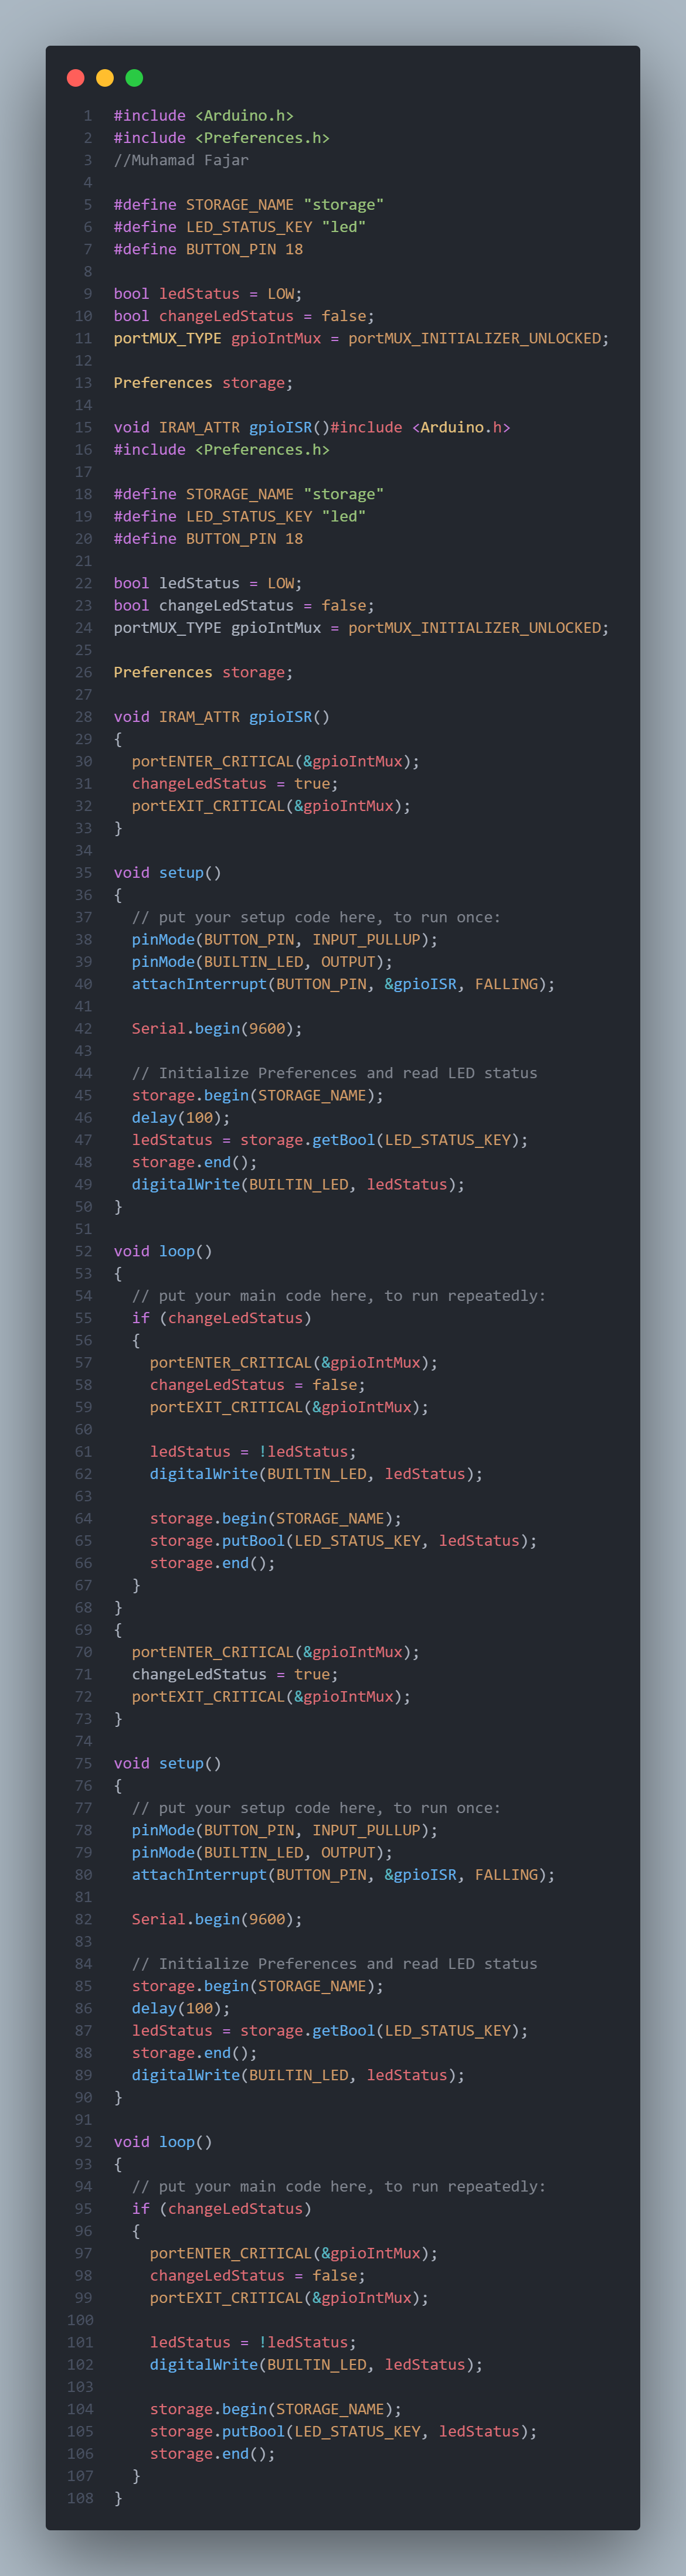 1 #include <Arduino.h>
2 #include <Preferences.h>
3 //Muhamad Fajar
4
5 #define STORAGE_NAME "storage"
6 #define LED_STATUS_KEY "led"
7 #define BUTTON_PIN 18
8
9 bool ledStatus = LOW;
10 bool changeLedStatus = false;
11 portMUX_TYPE gpioIntMux = portMUX_INITIALIZER_UNLOCKED;
12
13 Preferences storage;
14
15 void IRAM_ATTR gpioISR()#include <Arduino.h>
16 #include <Preferences.h>
17
18 #define STORAGE_NAME "storage"
19 #define LED_STATUS_KEY "led"
20 #define BUTTON_PIN 18
21
22 bool ledStatus = LOW;
23 bool changeLedStatus = false;
24 portMUX_TYPE gpioIntMux = portMUX_INITIALIZER_UNLOCKED;
25
26 Preferences storage;
27
28 void IRAM_ATTR gpioISR()
29 {
30   portENTER_CRITICAL(&gpioIntMux);
31   changeLedStatus = true;
32   portEXIT_CRITICAL(&gpioIntMux);
33 }
34
35 void setup()
36 {
37   // put your setup code here, to run once:
38   pinMode(BUTTON_PIN, INPUT_PULLUP);
39   pinMode(BUILTIN_LED, OUTPUT);
40   attachInterrupt(BUTTON_PIN, &gpioISR, FALLING);
41
42   Serial.begin(9600);
43
44   // Initialize Preferences and read LED status
45   storage.begin(STORAGE_NAME);
46   delay(100);
47   ledStatus = storage.getBool(LED_STATUS_KEY);
48   storage.end();
49   digitalWrite(BUILTIN_LED, ledStatus);
50 }
51
52 void loop()
53 {
54   // put your main code here, to run repeatedly:
55   if (changeLedStatus)
56   {
57     portENTER_CRITICAL(&gpioIntMux);
58     changeLedStatus = false;
59     portEXIT_CRITICAL(&gpioIntMux);
60
61     ledStatus = !ledStatus;
62     digitalWrite(BUILTIN_LED, ledStatus);
63
64     storage.begin(STORAGE_NAME);
65     storage.putBool(LED_STATUS_KEY, ledStatus);
66     storage.end();
67   }
68 }
69 {
70   portENTER_CRITICAL(&gpioIntMux);
71   changeLedStatus = true;
72   portEXIT_CRITICAL(&gpioIntMux);
73 }
74
75 void setup()
76 {
77   // put your setup code here, to run once:
78   pinMode(BUTTON_PIN, INPUT_PULLUP);
79   pinMode(BUILTIN_LED, OUTPUT);
80   attachInterrupt(BUTTON_PIN, &gpioISR, FALLING);
81
82   Serial.begin(9600);
83
84   // Initialize Preferences and read LED status
85   storage.begin(STORAGE_NAME);
86   delay(100);
87   ledStatus = storage.getBool(LED_STATUS_KEY);
88   storage.end();
89   digitalWrite(BUILTIN_LED, ledStatus);
90 }
91
92 void loop()
93 {
94   // put your main code here, to run repeatedly:
95   if (changeLedStatus)
96   {
97     portENTER_CRITICAL(&gpioIntMux);
98     changeLedStatus = false;
99     portEXIT_CRITICAL(&gpioIntMux);
100
101     ledStatus = !ledStatus;
102     digitalWrite(BUILTIN_LED, ledStatus);
103
104     storage.begin(STORAGE_NAME);
105     storage.putBool(LED_STATUS_KEY, ledStatus);
106     storage.end();
107   }
108 }